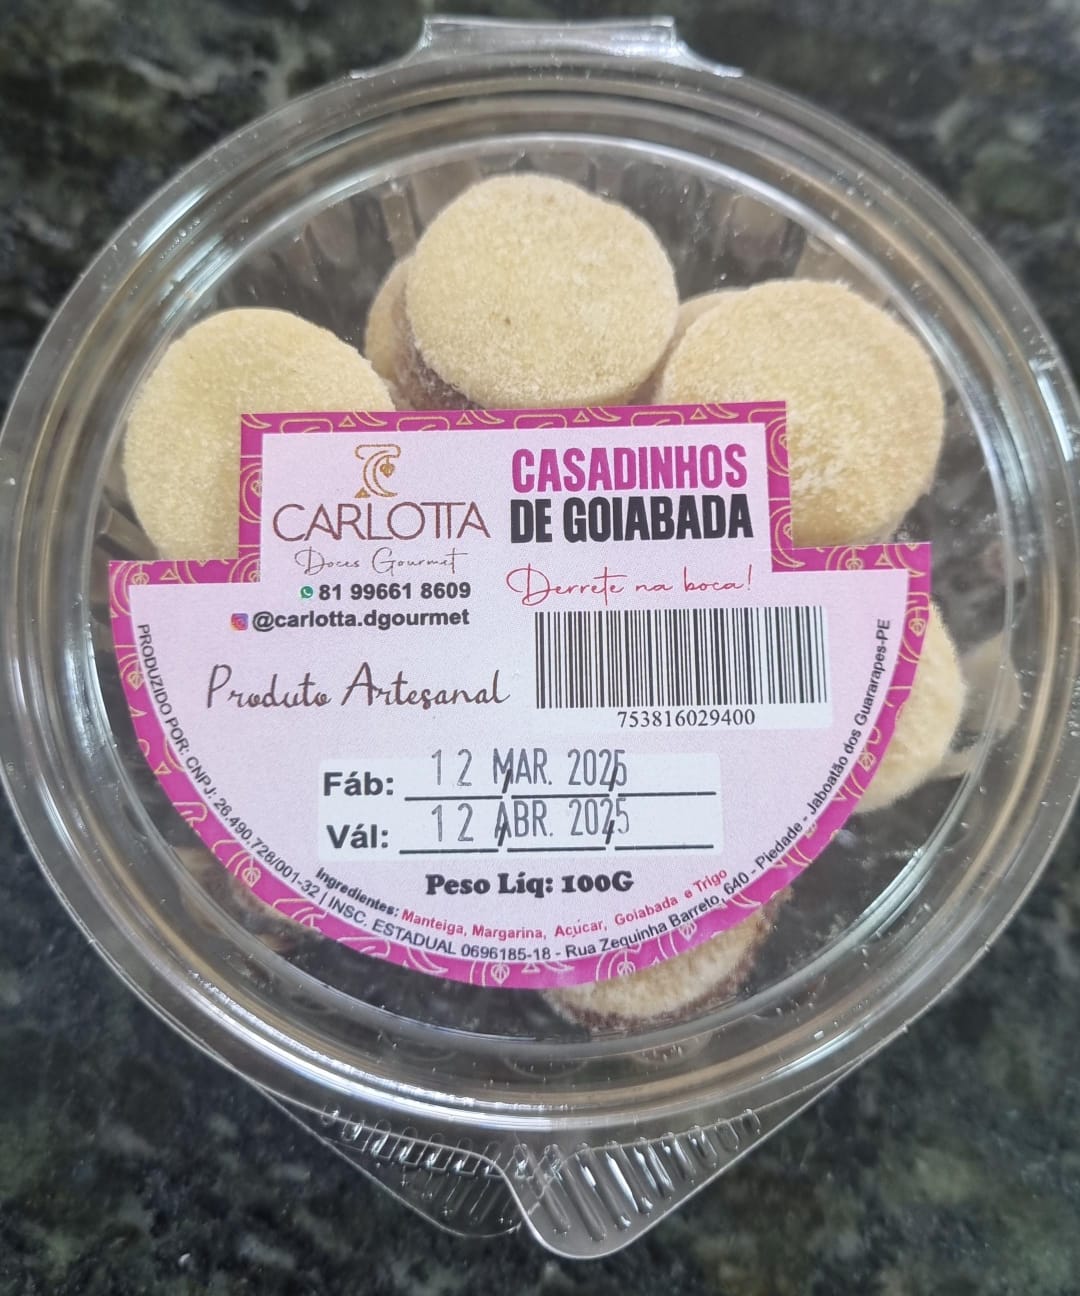 CARLOTTA
Doces Gourmet
81 99661 8609
@carlotta.dgourmet
CASADINHOS
DE GOIABADA
Derrete na boca!
Produto Artesanal
753816029400
Fáb: 12 MAR. 2025
Vál: 12 ABR. 2025
Peso Líq: 100G
Ingredientes: Manteiga, Margarina, Açúcar, Goiabada e Trigo
PRODUZIDO POR: CNPJ: 26.490.728/001-32 | INSC. ESTADUAL 0696185-18 - Rua Zequinha Barreto, 640 - Piedade - Jaboatão dos Guararapes-PE